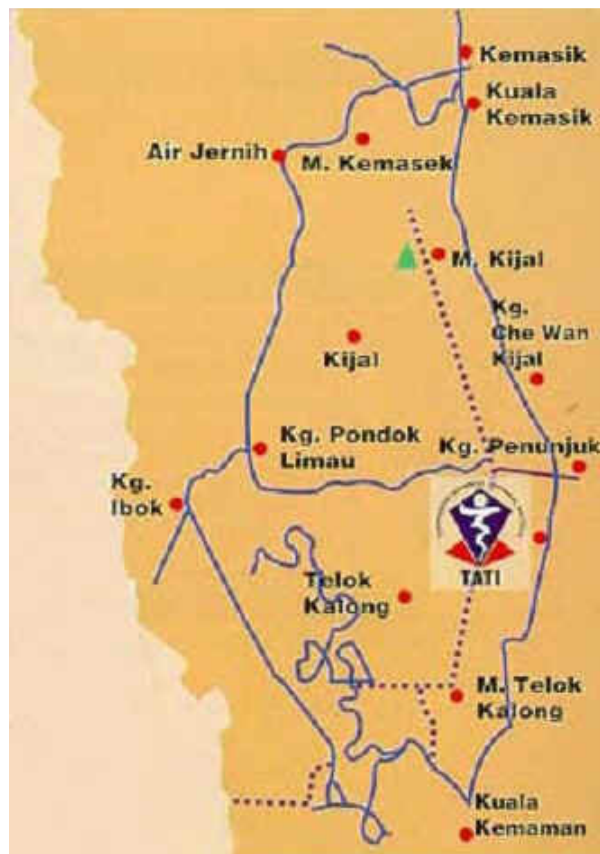 Kemasik
Kuala
Kemasik
Air Jernih
M. Kemasek
M. Kijal
Kg.
Che Wan
Kijal
Kijal
Kg. Pondok
Limau
Kg. Penunjuk
Kg.
Ibok
TATI
Telok
Kalong
M. Telok
Kalong
Kuala
Kemaman